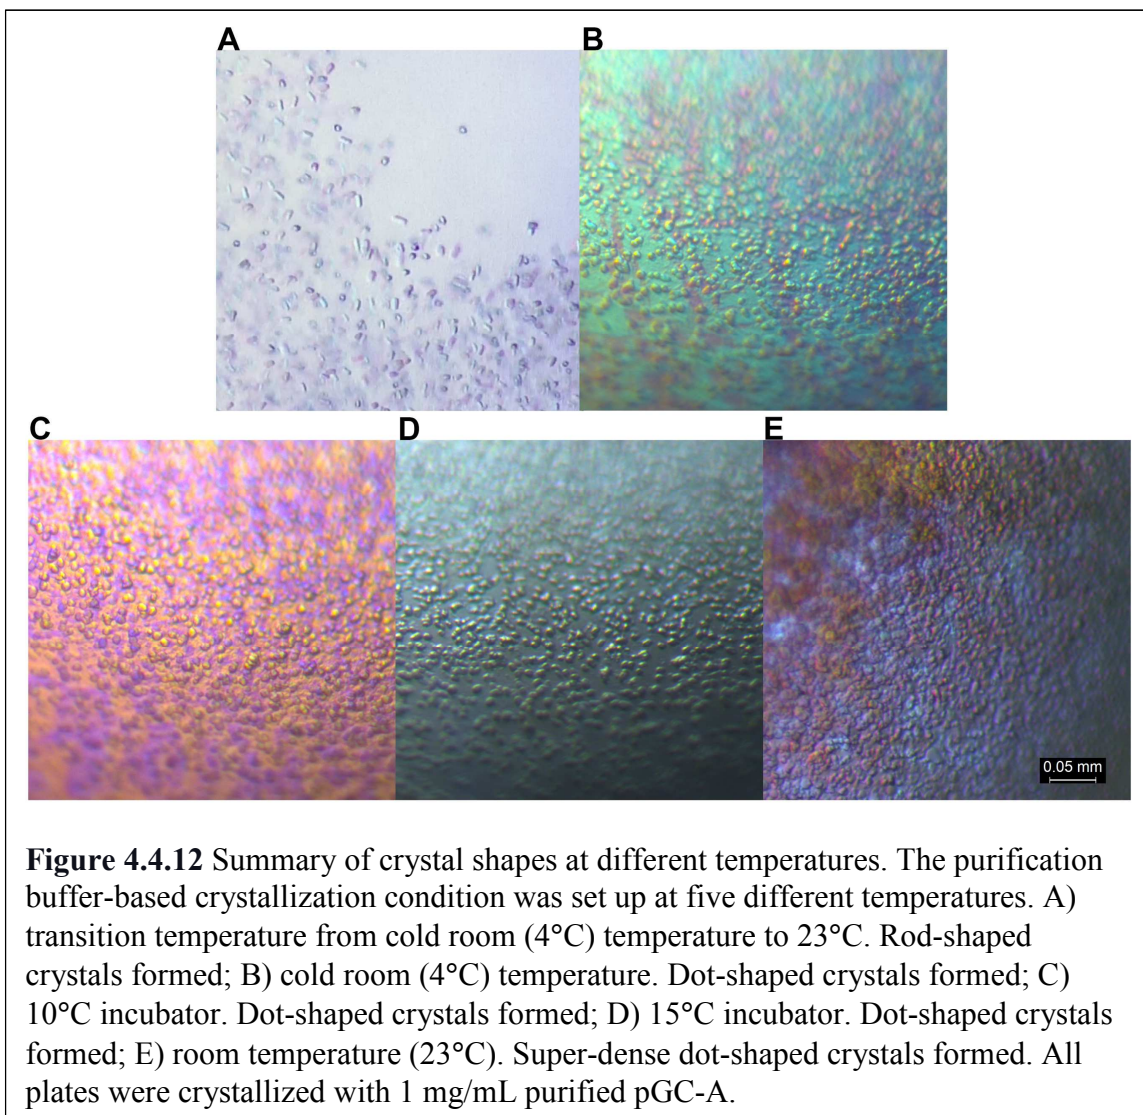 A
B
C
D
E
0.05 mm
Figure 4.4.12 Summary of crystal shapes at different temperatures. The purification
buffer-based crystallization condition was set up at five different temperatures. A)
transition temperature from cold room (4°C) temperature to 23°C. Rod-shaped
crystals formed; B) cold room (4°C) temperature. Dot-shaped crystals formed; C)
10°C incubator. Dot-shaped crystals formed; D) 15°C incubator. Dot-shaped crystals
formed; E) room temperature (23°C). Super-dense dot-shaped crystals formed. All
plates were crystallized with 1 mg/mL purified pGC-A.